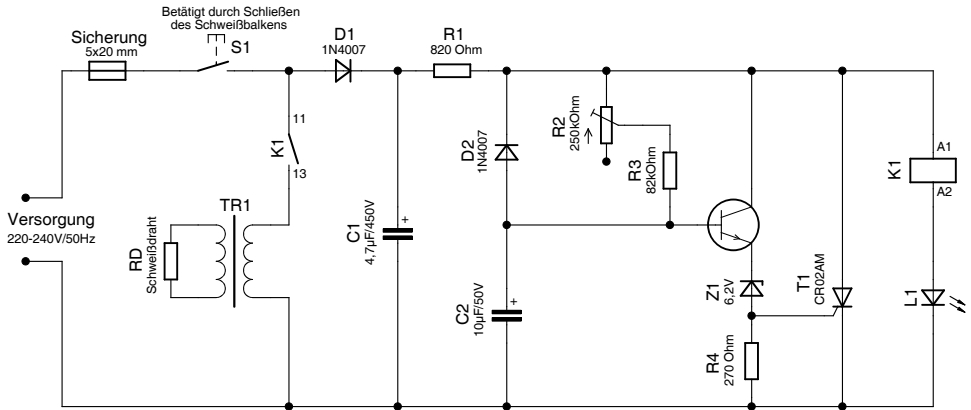 Betätigt durch Schließen
des Schweißbalkens
Sicherung
5x20 mm
S1
D1
1N4007
R1
820 Ohm
11
K1
13
D2
1N4007
R2
250kOhm
R3
82kOhm
K1
A1
A2
Versorgung
220-240V/50Hz
RD
Schweißdraht
TR1
C1
4,7µF/450V
+
C2
10µF/50V
+
Z1
6,2V
T1
CR02AM
L1
R4
270 Ohm